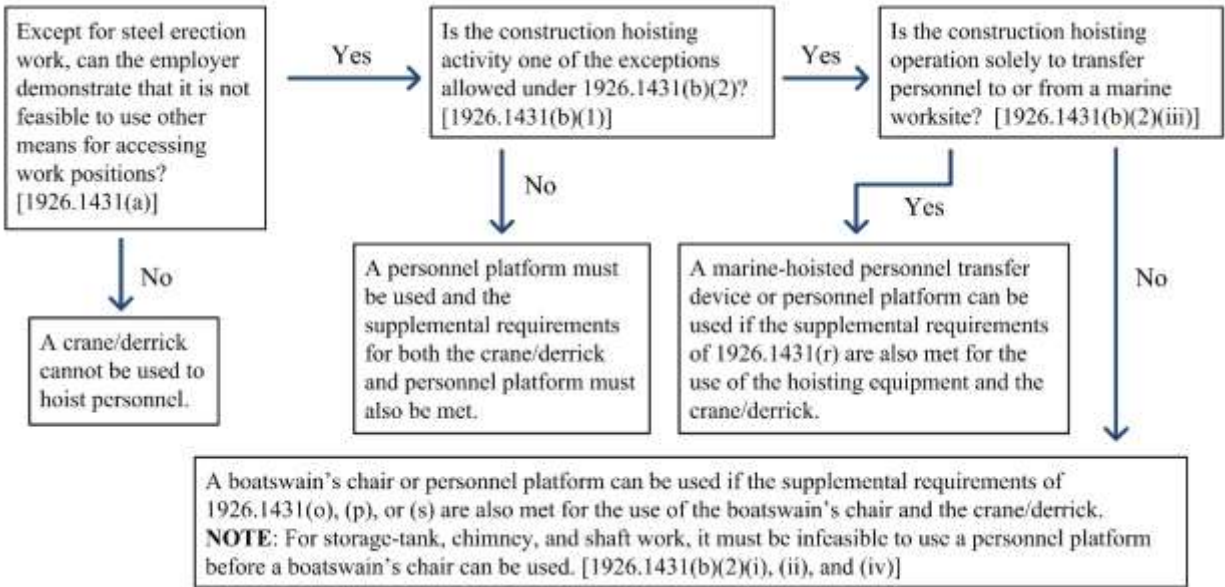 Except for steel erection
work, can the employer
demonstrate that it is not
feasible to use other
means for accessing
work positions?
[1926.1431(a)]
Yes
Is the construction hoisting
activity one of the exceptions
allowed under 1926.1431(b)(2)?
[1926.1431(b)(1)]
Yes
Is the construction hoisting
operation solely to transfer
personnel to or from a marine
worksite? [1926.1431(b)(2)(iii)]
No
No
Yes
No
A crane/derrick
cannot be used to
hoist personnel.
A personnel platform must
be used and the
supplemental requirements
for both the crane/derrick
and personnel platform must
also be met.
A marine-hoisted personnel transfer
device or personnel platform can be
used if the supplemental requirements
of 1926.1431(r) are also met for the
use of the hoisting equipment and the
crane/derrick.
A boatswain’s chair or personnel platform can be used if the supplemental requirements of
1926.1431(o), (p), or (s) are also met for the use of the boatswain’s chair and the crane/derrick.
NOTE: For storage-tank, chimney, and shaft work, it must be infeasible to use a personnel platform
before a boatswain’s chair can be used. [1926.1431(b)(2)(i), (ii), and (iv)]